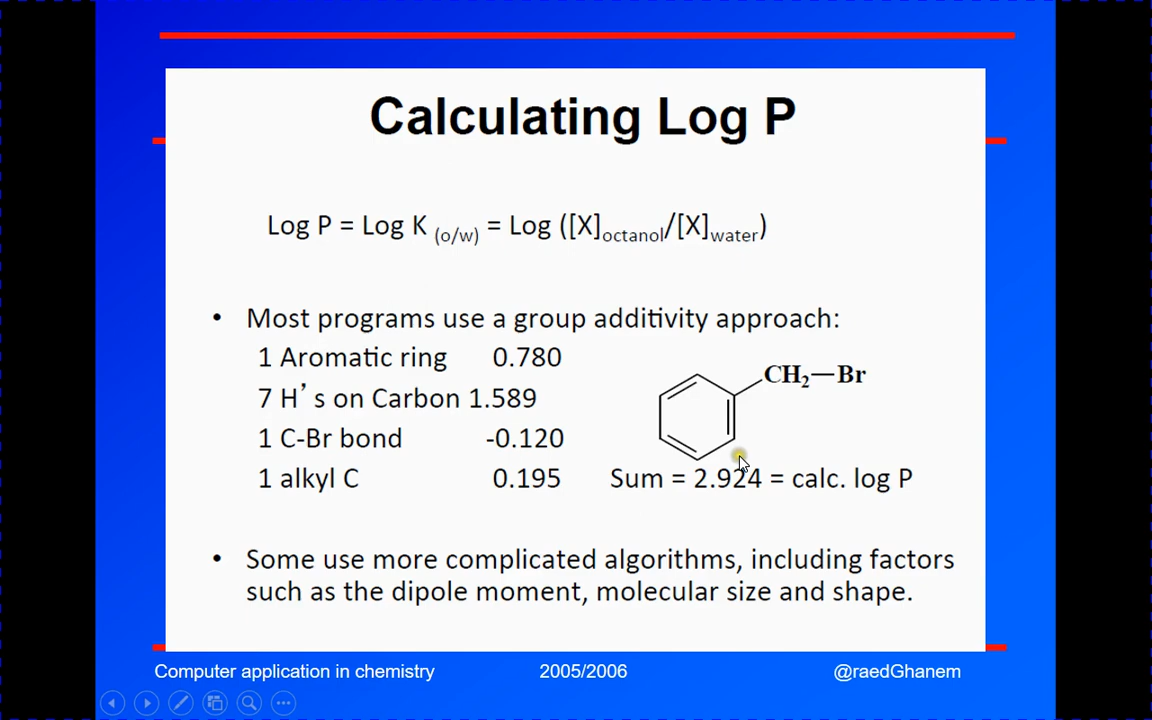 Calculating Log P
Log P = Log K (o/w) = Log ([X]octanol/[X]water)
• Most programs use a group additivity approach:
1 Aromatic ring 0.780
7 H’s on Carbon 1.589
1 C-Br bond -0.120
1 alkyl C 0.195
CH2—Br
Sum = 2.924 = calc. log P
• Some use more complicated algorithms, including factors
such as the dipole moment, molecular size and shape.
Computer application in chemistry 2005/2006 @raedGhanem